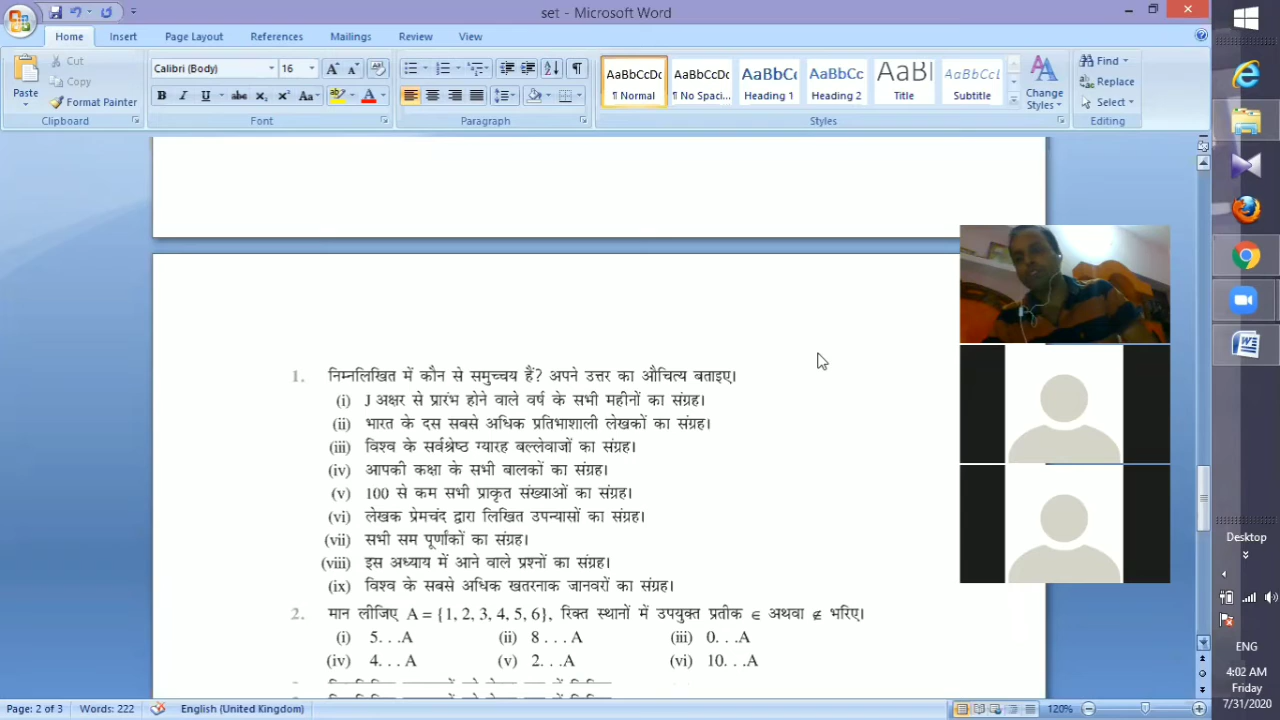 set - Microsoft Word
Home Insert Page Layout References Mailings Review View
Paste
Cut
Copy
Format Painter
Clipboard
Calibri (Body) 16
Font
Paragraph
AaBbCcDc AaBbCcDc AaBbCc AaBbCc AaBl AaBbCcL
¶ Normal ¶ No Spaci... Heading 1 Heading 2 Title Subtitle
Change Styles
Styles
Find
Replace
Select
Editing
1. निम्नलिखित में कौन से समुच्चय हैं? अपने उत्तर का औचित्य बताइए।
(i) J अक्षर से प्रारंभ होने वाले वर्ष के सभी महीनों का संग्रह।
(ii) भारत के दस सबसे अधिक प्रतिभाशाली लेखकों का संग्रह।
(iii) विश्व के सर्वश्रेष्ठ ग्यारह बल्लेवाजों का संग्रह।
(iv) आपकी कक्षा के सभी बालकों का संग्रह।
(v) 100 से कम सभी प्राकृत संख्याओं का संग्रह।
(vi) लेखक प्रेमचंद द्वारा लिखित उपन्यासों का संग्रह।
(vii) सभी सम पूर्णांकों का संग्रह।
(viii) इस अध्याय में आने वाले प्रश्नों का संग्रह।
(ix) विश्व के सबसे अधिक खतरनाक जानवरों का संग्रह।
2. मान लीजिए A = {1, 2, 3, 4, 5, 6}, रिक्त स्थानों में उपयुक्त प्रतीक ∈ अथवा ∉ भरिए।
(i) 5. . .A (ii) 8 . . . A (iii) 0. . .A
(iv) 4. . . A (v) 2. . .A (vi) 10. . .A
Page: 2 of 3 Words: 222 English (United Kingdom) 120%
Desktop
ENG
4:02 AM
Friday
7/31/2020